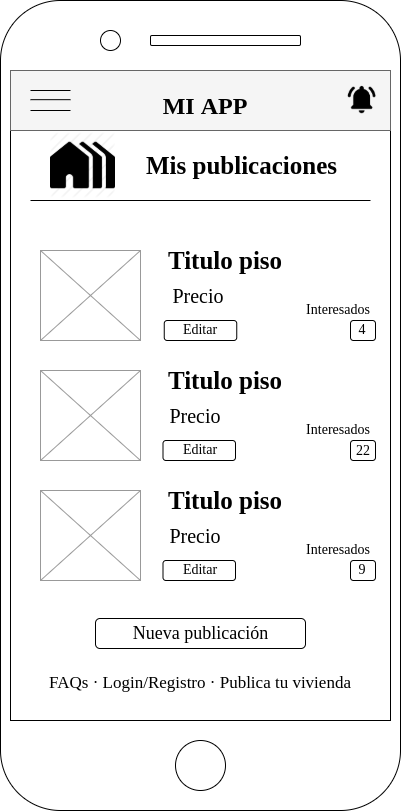 MI APP
Mis publicaciones
Titulo piso
Precio
Interesados
Editar
4
Titulo piso
Precio
Interesados
Editar
22
Titulo piso
Precio
Interesados
Editar
9
Nueva publicación
FAQs · Login/Registro · Publica tu vivienda